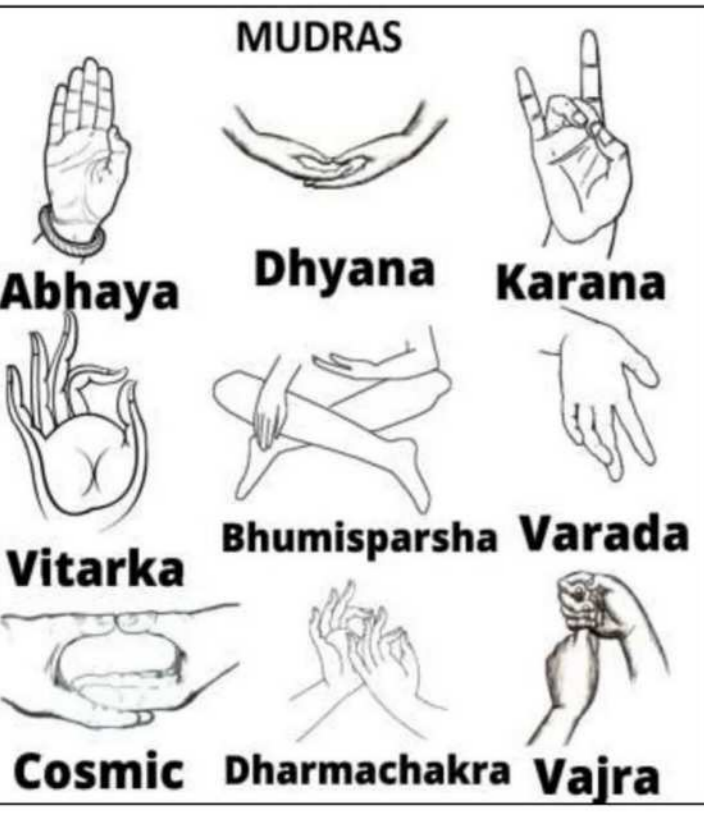 MUDRAS
Abhaya
Dhyana
Karana
Vitarka
Bhumisparsha
Varada
Cosmic
Dharmachakra
Vajra